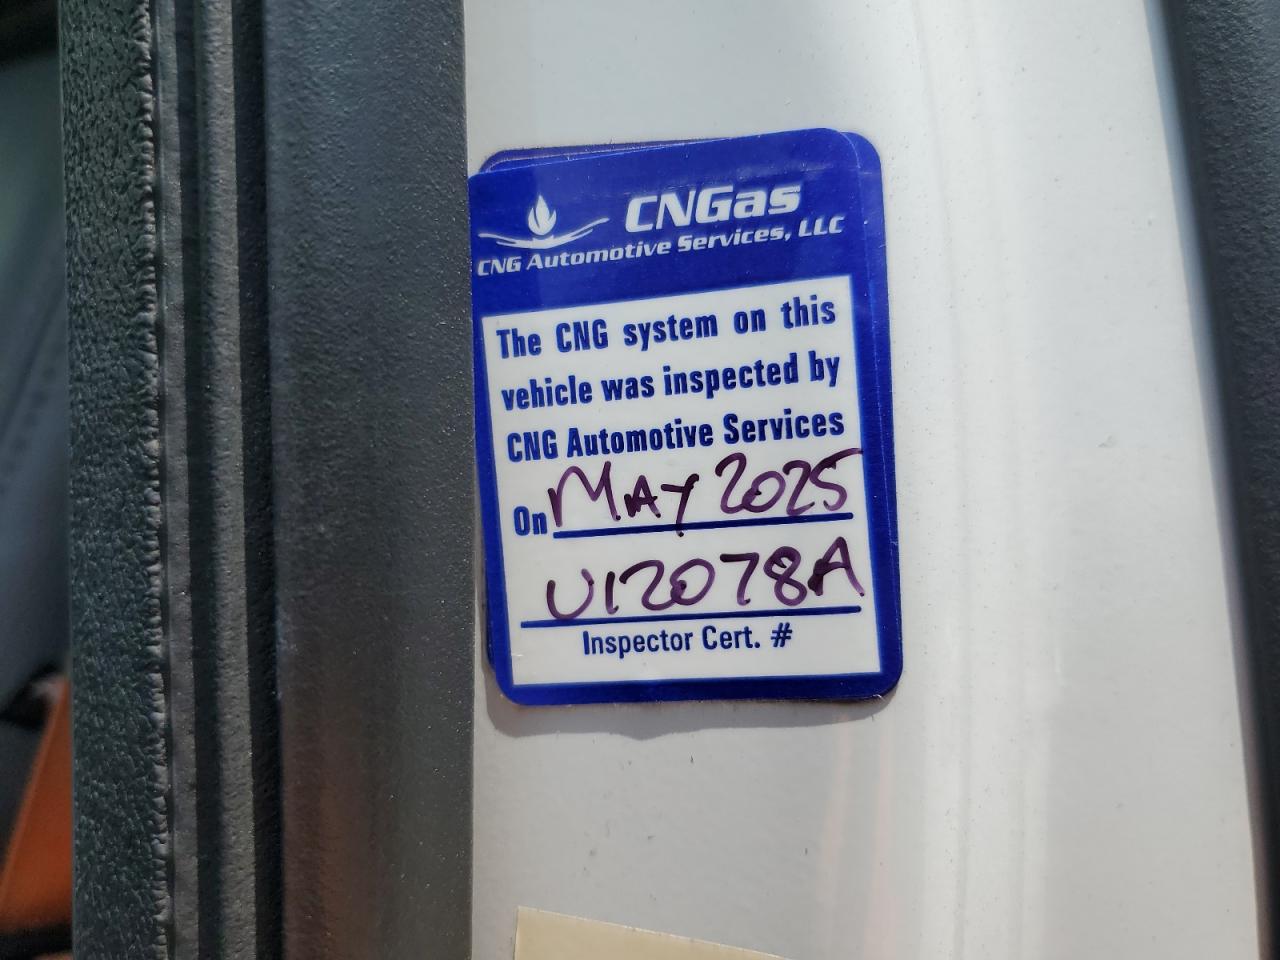 CNGas
CNG Automotive Services, LLC
The CNG system on this
vehicle was inspected by
CNG Automotive Services
On MAY 2025
U12078A
Inspector Cert. #